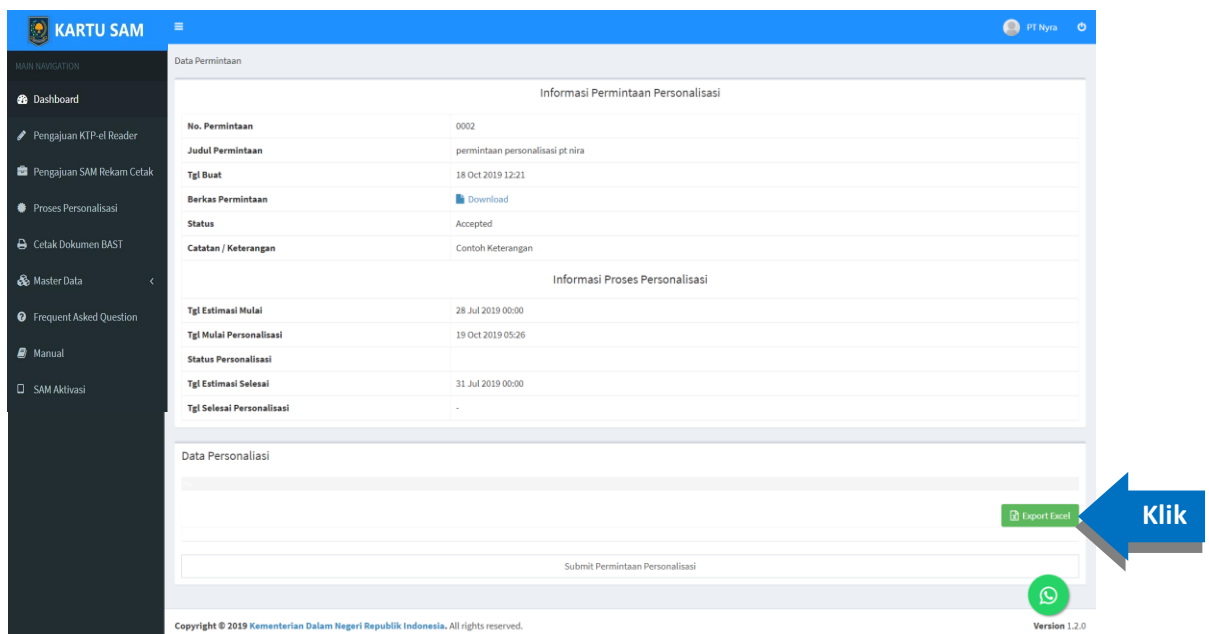 KARTU SAM
PT Nyra
MAIN NAVIGATION
Dashboard
Pengajuan KTP-el Reader
Pengajuan SAM Rekam Cetak
Proses Personalisasi
Cetak Dokumen BAST
Master Data
Frequent Asked Question
Manual
SAM Aktivasi
Data Permintaan
Informasi Permintaan Personalisasi
No. Permintaan 0002
Judul Permintaan permintaan personalisasi pt nira
Tgl Buat 18 Oct 2019 12:21
Berkas Permintaan Download
Status Accepted
Catatan / Keterangan Contoh Keterangan
Informasi Proses Personalisasi
Tgl Estimasi Mulai 28 Jul 2019 00:00
Tgl Mulai Personalisasi 19 Oct 2019 05:26
Status Personalisasi
Tgl Estimasi Selesai 31 Jul 2019 00:00
Tgl Selesai Personalisasi -
Data Personaliasi
Export Excel
Klik
Submit Permintaan Personalisasi
Copyright © 2019 Kementerian Dalam Negeri Republik Indonesia. All rights reserved.
Version 1.2.0